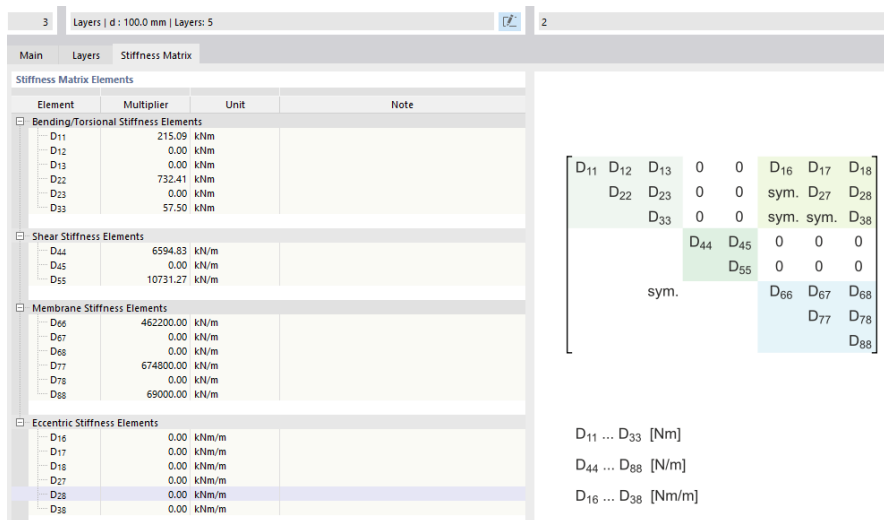 3 Layers | d : 100.0 mm | Layers: 5 2
Main Layers Stiffness Matrix
Stiffness Matrix Elements
Element Multiplier Unit Note
Bending/Torsional Stiffness Elements
D11 215.09 kNm
D12 0.00 kNm
D13 0.00 kNm
D22 732.41 kNm
D23 0.00 kNm
D33 57.50 kNm
Shear Stiffness Elements
D44 6594.83 kN/m
D45 0.00 kN/m
D55 10731.27 kN/m
Membrane Stiffness Elements
D66 462200.00 kN/m
D67 0.00 kN/m
D68 0.00 kN/m
D77 674800.00 kN/m
D78 0.00 kN/m
D88 69000.00 kN/m
Eccentric Stiffness Elements
D16 0.00 kNm/m
D17 0.00 kNm/m
D18 0.00 kNm/m
D27 0.00 kNm/m
D28 0.00 kNm/m
D38 0.00 kNm/m
D11 D12 D13 0 0 D16 D17 D18
D22 D23 0 0 sym. D27 D28
D33 0 0 sym. sym. D38
D44 D45 0 0 0
D55 0 0 0
sym. D66 D67 D68
D77 D78
D88
D11 ... D33 [Nm]
D44 ... D88 [N/m]
D16 ... D38 [Nm/m]